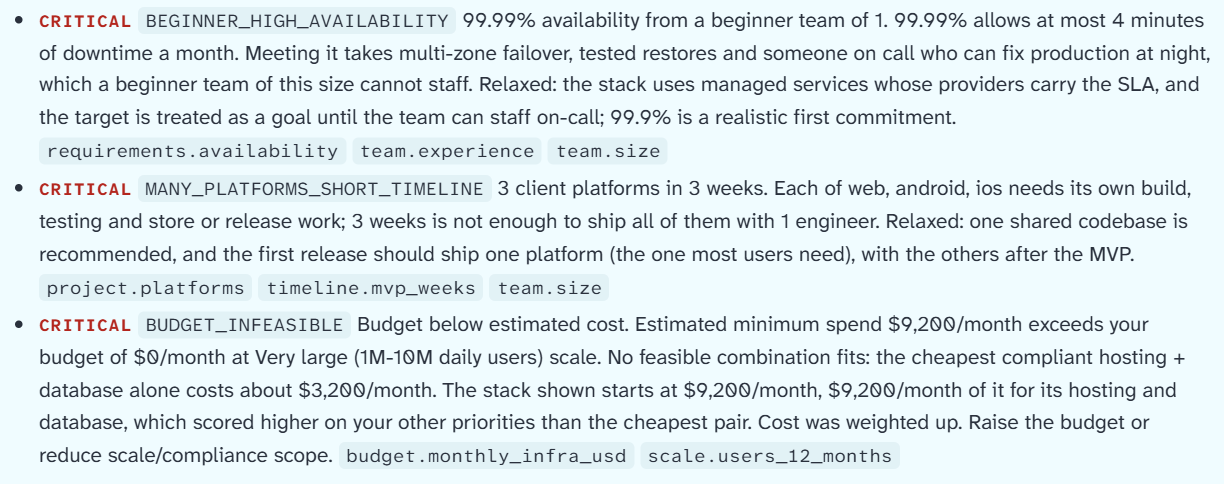 CRITICAL BEGINNER_HIGH_AVAILABILITY 99.99% availability from a beginner team of 1. 99.99% allows at most 4 minutes
of downtime a month. Meeting it takes multi-zone failover, tested restores and someone on call who can fix production at night,
which a beginner team of this size cannot staff. Relaxed: the stack uses managed services whose providers carry the SLA, and
the target is treated as a goal until the team can staff on-call; 99.9% is a realistic first commitment.
requirements.availability team.experience team.size
CRITICAL MANY_PLATFORMS_SHORT_TIMELINE 3 client platforms in 3 weeks. Each of web, android, ios needs its own build,
testing and store or release work; 3 weeks is not enough to ship all of them with 1 engineer. Relaxed: one shared codebase is
recommended, and the first release should ship one platform (the one most users need), with the others after the MVP.
project.platforms timeline.mvp_weeks team.size
CRITICAL BUDGET_INFEASIBLE Budget below estimated cost. Estimated minimum spend $9,200/month exceeds your
budget of $0/month at Very large (1M-10M daily users) scale. No feasible combination fits: the cheapest compliant hosting +
database alone costs about $3,200/month. The stack shown starts at $9,200/month, $9,200/month of it for its hosting and
database, which scored higher on your other priorities than the cheapest pair. Cost was weighted up. Raise the budget or
reduce scale/compliance scope. budget.monthly_infra_usd scale.users_12_months